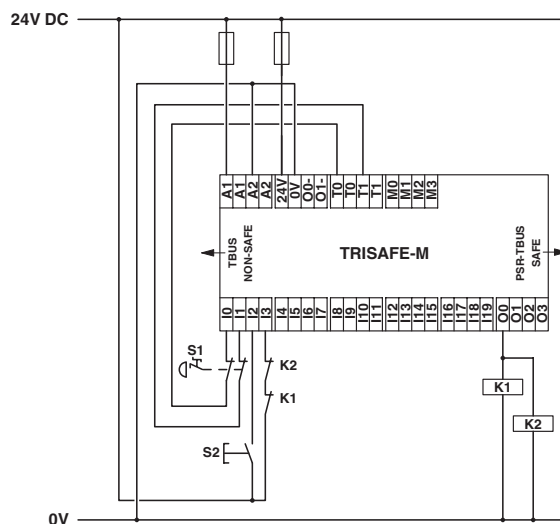 24V DC
A1 A1 A2 A2 24V 0V O0- O1- T0 T0 T1 T1 M0 M1 M2 M3
TBUS
NON-SAFE
TRISAFE-M
PSR-TBUS
SAFE
I0 I1 I2 I3 I4 I5 I6 I7 I8 I9 I10 I11 I12 I13 I14 I15 I16 I17 I18 I19 O0 O1 O2 O3
S1
K2
K1
K1
K2
S2
0V